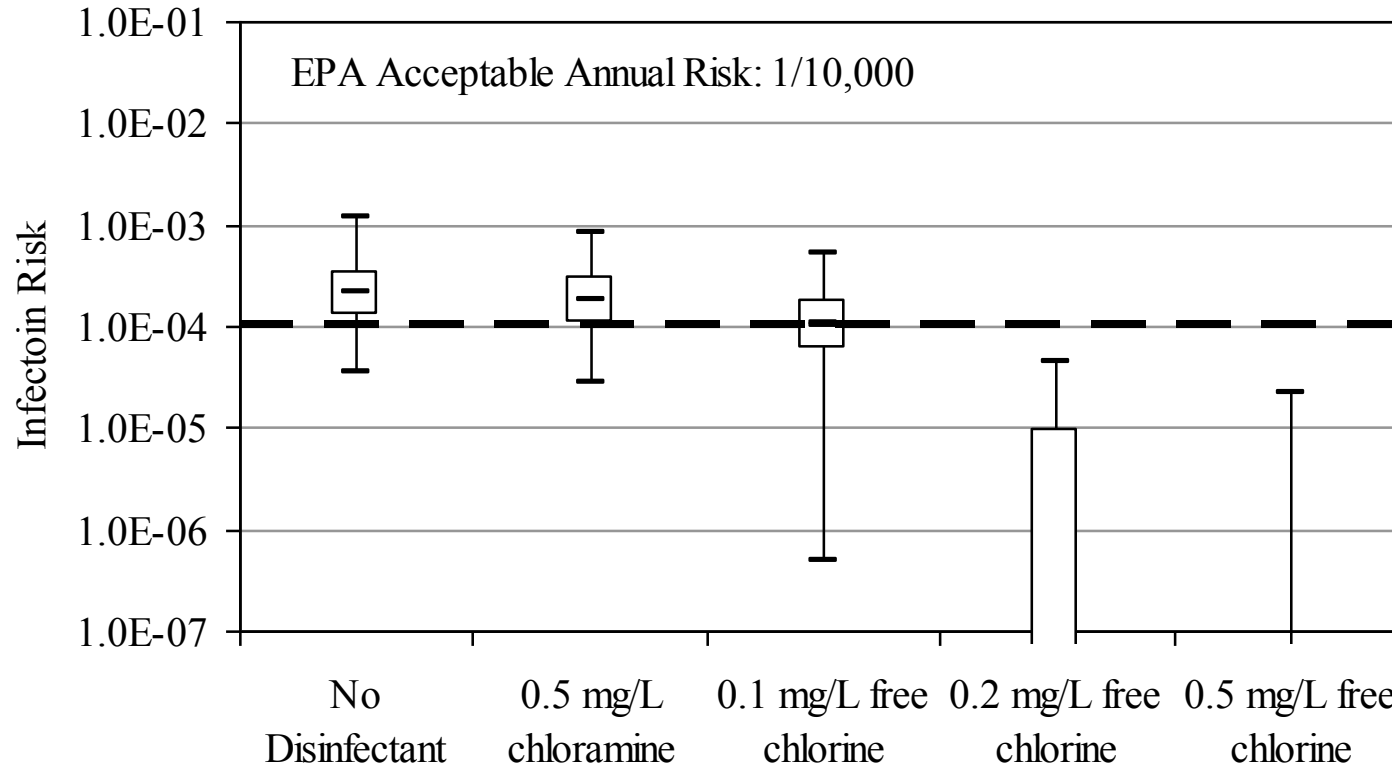 1.0E-01
EPA Acceptable Annual Risk: 1/10,000
1.0E-02
1.0E-03
1.0E-04
1.0E-05
1.0E-06
1.0E-07
Infectoin Risk
No
Disinfectant
0.5 mg/L
chloramine
0.1 mg/L free
chlorine
0.2 mg/L free
chlorine
0.5 mg/L free
chlorine